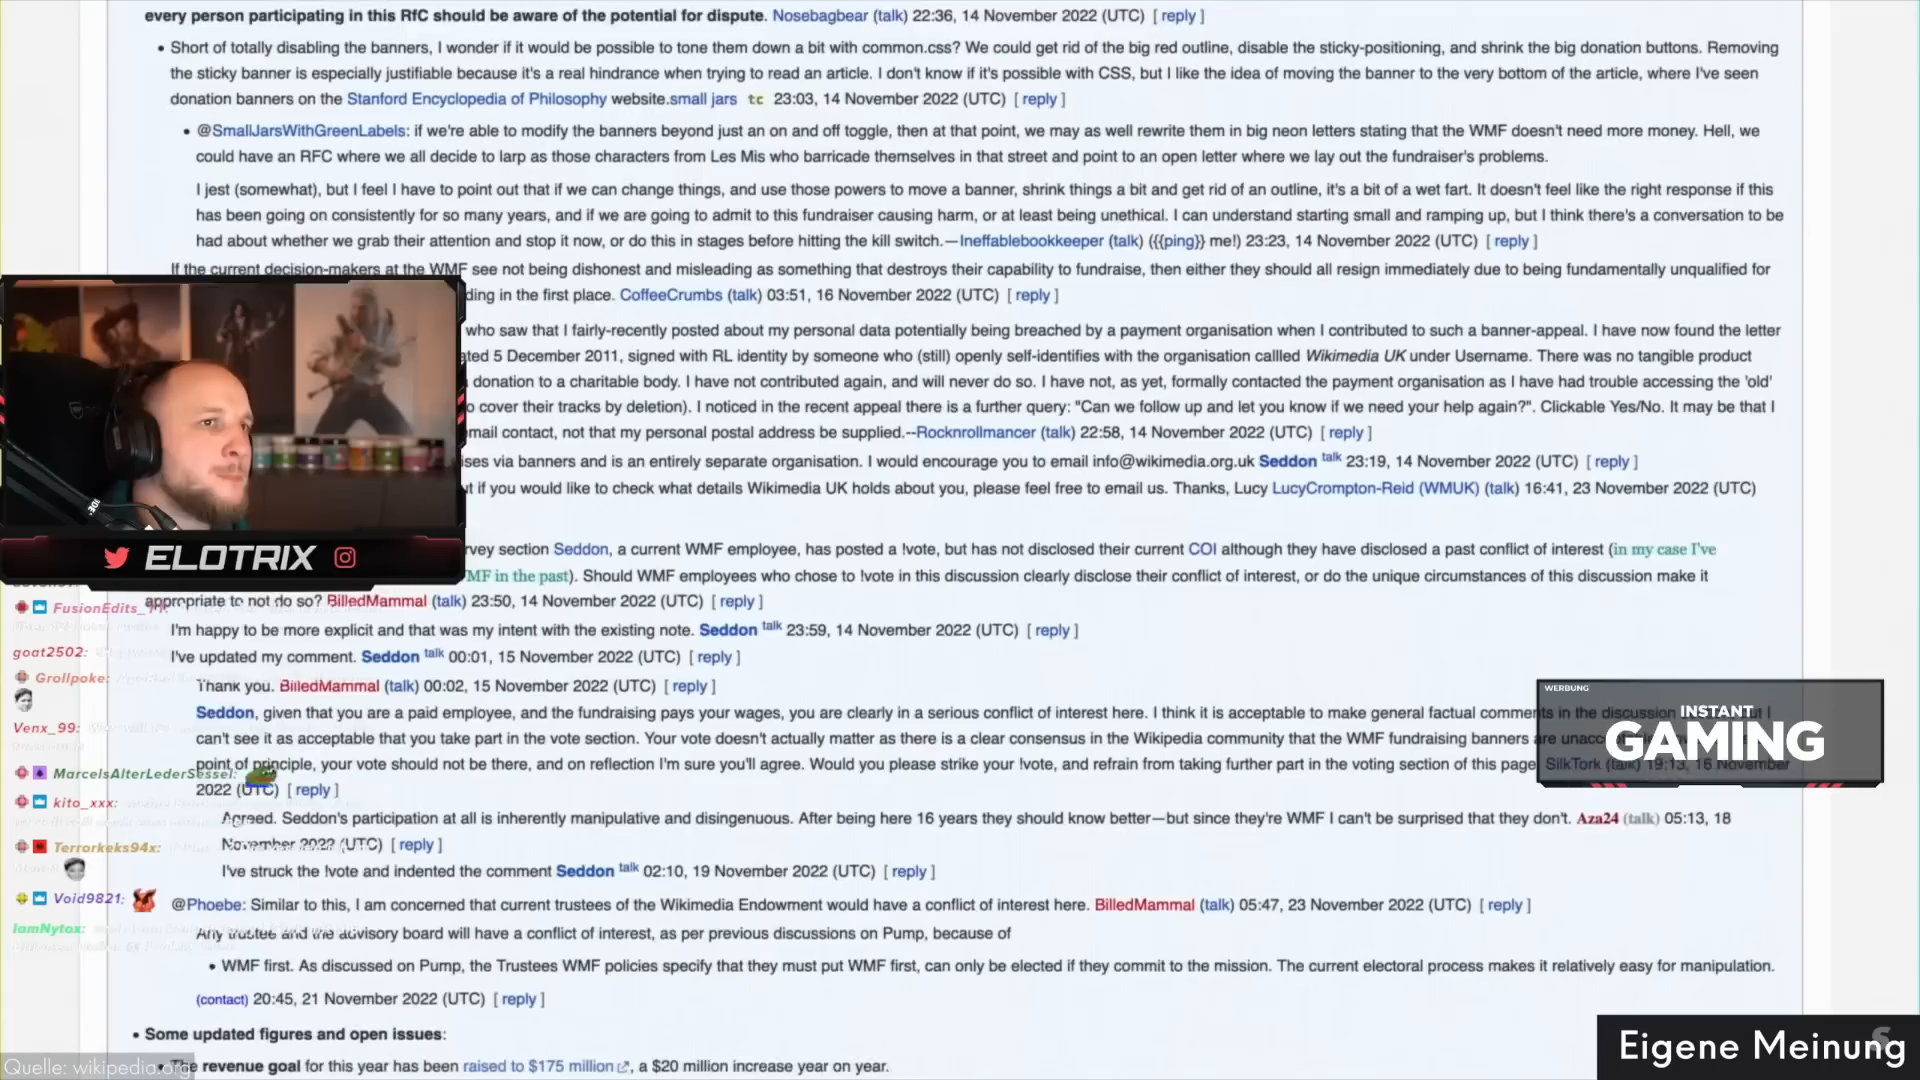 every person participating in this RfC should be aware of the potential for dispute. Nosebagbear (talk) 22:36, 14 November 2022 (UTC) [ reply ]
• Short of totally disabling the banners, I wonder if it would be possible to tone them down a bit with common.css? We could get rid of the big red outline, disable the sticky-positioning, and shrink the big donation buttons. Removing
the sticky banner is especially justifiable because it's a real hindrance when trying to read an article. I don't know if it's possible with CSS, but I like the idea of moving the banner to the very bottom of the article, where I've seen
donation banners on the Stanford Encyclopedia of Philosophy website.small jars tc 23:03, 14 November 2022 (UTC) [ reply ]
• @SmallJarsWithGreenLabels: if we're able to modify the banners beyond just an on and off toggle, then at that point, we may as well rewrite them in big neon letters stating that the WMF doesn't need more money. Hell, we
could have an RFC where we all decide to larp as those characters from Les Mis who barricade themselves in that street and point to an open letter where we lay out the fundraiser's problems.
I jest (somewhat), but I feel I have to point out that if we can change things, and use those powers to move a banner, shrink things a bit and get rid of an outline, it's a bit of a wet fart. It doesn't feel like the right response if this
has been going on consistently for so many years, and if we are going to admit to this fundraiser causing harm, or at least being unethical. I can understand starting small and ramping up, but I think there's a conversation to be
had about whether we grab their attention and stop it now, or do this in stages before hitting the kill switch.—Ineffablebookkeeper (talk) ({{ping}} me!) 23:23, 14 November 2022 (UTC) [ reply ]
If the current decision-makers at the WMF see not being dishonest and misleading as something that destroys their capability to fundraise, then either they should all resign immediately due to being fundamentally unqualified for
ding in the first place. CoffeeCrumbs (talk) 03:51, 16 November 2022 (UTC) [ reply ]
who saw that I fairly-recently posted about my personal data potentially being breached by a payment organisation when I contributed to such a banner-appeal. I have now found the letter
ated 5 December 2011, signed with RL identity by someone who (still) openly self-identifies with the organisation callled Wikimedia UK under Username. There was no tangible product
donation to a charitable body. I have not contributed again, and will never do so. I have not, as yet, formally contacted the payment organisation as I have had trouble accessing the 'old'
o cover their tracks by deletion). I noticed in the recent appeal there is a further query: "Can we follow up and let you know if we need your help again?". Clickable Yes/No. It may be that I
mail contact, not that my personal postal address be supplied.--Rocknrollmancer (talk) 22:58, 14 November 2022 (UTC) [ reply ]
ises via banners and is an entirely separate organisation. I would encourage you to email info@wikimedia.org.uk Seddon talk 23:19, 14 November 2022 (UTC) [ reply ]
t if you would like to check what details Wikimedia UK holds about you, please feel free to email us. Thanks, Lucy LucyCrompton-Reid (WMUK) (talk) 16:41, 23 November 2022 (UTC)
ELOTRIX
rvey section Seddon, a current WMF employee, has posted a !vote, but has not disclosed their current COI although they have disclosed a past conflict of interest (in my case I've
MF in the past). Should WMF employees who chose to !vote in this discussion clearly disclose their conflict of interest, or do the unique circumstances of this discussion make it
appropriate to not do so? BilledMammal (talk) 23:50, 14 November 2022 (UTC) [ reply ]
I'm happy to be more explicit and that was my intent with the existing note. Seddon talk 23:59, 14 November 2022 (UTC) [ reply ]
I've updated my comment. Seddon talk 00:01, 15 November 2022 (UTC) [ reply ]
Thank you. BilledMammal (talk) 00:02, 15 November 2022 (UTC) [ reply ]
Seddon, given that you are a paid employee, and the fundraising pays your wages, you are clearly in a serious conflict of interest here. I think it is acceptable to make general factual comments in the discussion
can't see it as acceptable that you take part in the vote section. Your vote doesn't actually matter as there is a clear consensus in the Wikipedia community that the WMF fundraising banners are
point of principle, your vote should not be there, and on reflection I'm sure you'll agree. Would you please strike your !vote, and refrain from taking further part in the voting section of this page. SilkTork (talk) 19:13, 16 November
2022 (UTC) [ reply ]
Agreed. Seddon's participation at all is inherently manipulative and disingenuous. After being here 16 years they should know better—but since they're WMF I can't be surprised that they don't. Aza24 (talk) 05:13, 18
November 2022 (UTC) [ reply ]
I've struck the !vote and indented the comment Seddon talk 02:10, 19 November 2022 (UTC) [ reply ]
@Phoebe: Similar to this, I am concerned that current trustees of the Wikimedia Endowment would have a conflict of interest here. BilledMammal (talk) 05:47, 23 November 2022 (UTC) [ reply ]
Any trustee and the advisory board will have a conflict of interest, as per previous discussions on Pump, because of
• WMF first. As discussed on Pump, the Trustees WMF policies specify that they must put WMF first, can only be elected if they commit to the mission. The current electoral process makes it relatively easy for manipulation.
(contact) 20:45, 21 November 2022 (UTC) [ reply ]
• Some updated figures and open issues:
• The revenue goal for this year has been raised to $175 million, a $20 million increase year on year.
FusionEdits_
goat2502:
Grollpoke:
Venx_99:
MarcelsAlterLederSessel:
kito_xxx:
Terrorkeks94x:
Void9821:
IamNytox:
WERBUNG
INSTANT
GAMING
Quelle: wikipedia.org
Eigene Meinung